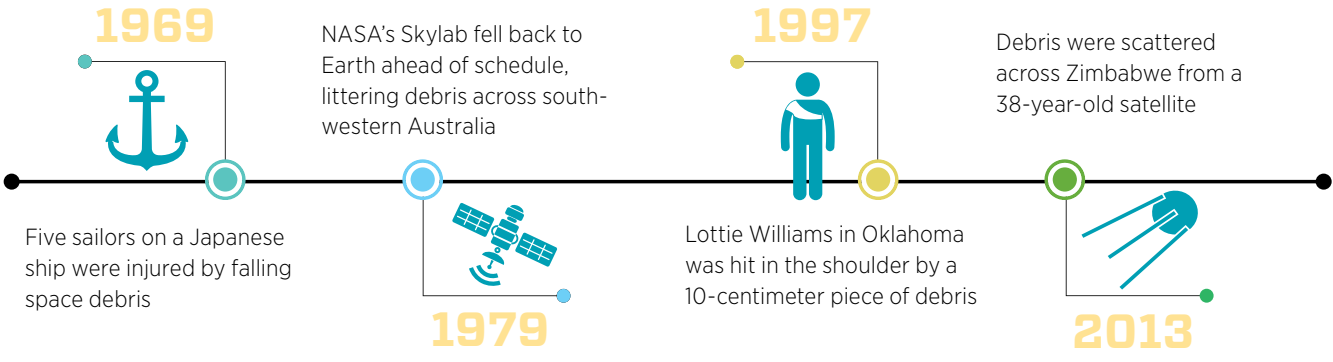 1969
Five sailors on a Japanese
ship were injured by falling
space debris
NASA’s Skylab fell back to
Earth ahead of schedule,
littering debris across south-
western Australia
1979
1997
Lottie Williams in Oklahoma
was hit in the shoulder by a
10-centimeter piece of debris
Debris were scattered
across Zimbabwe from a
38-year-old satellite
2013